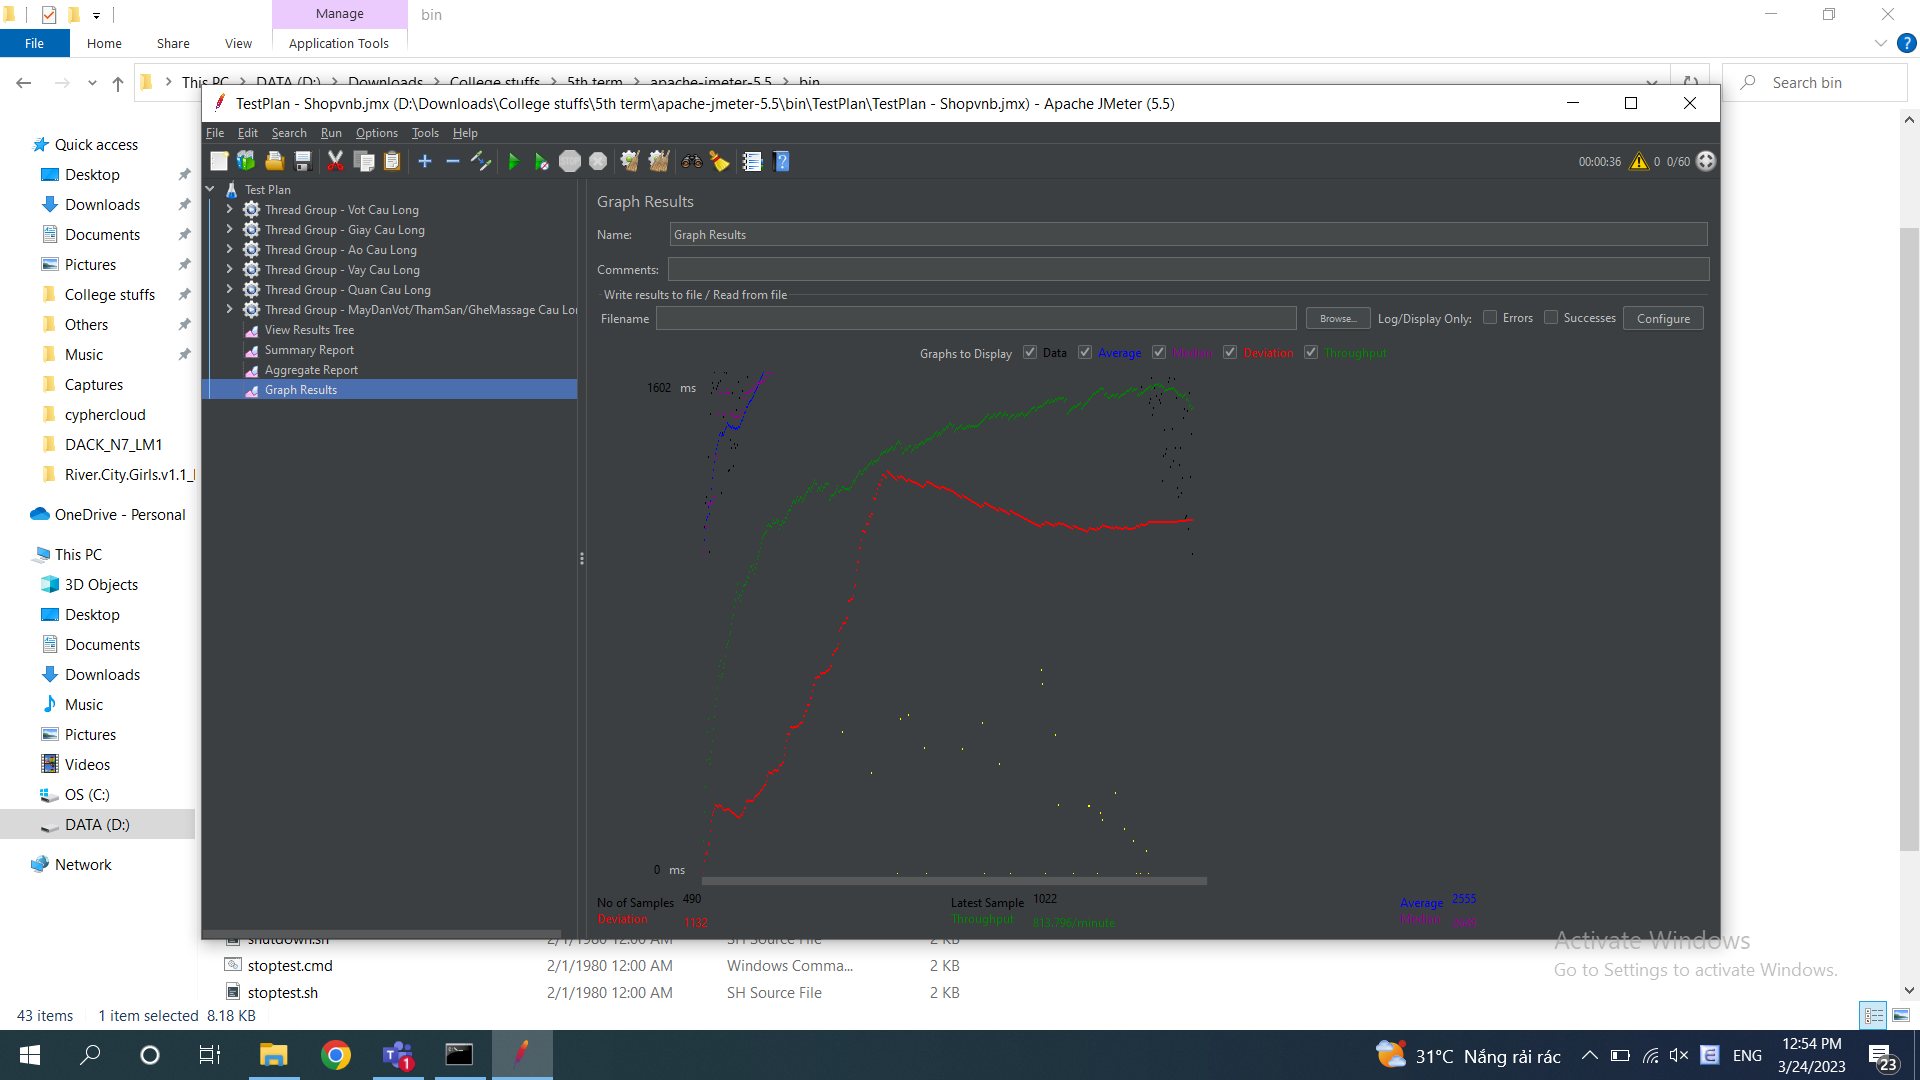 Manage
bin
File
Home
Share
View
Application Tools
This PC
DATA (D:)
Downloads
College stuffs
5th term
apache-jmeter-5.5
bin
Search bin
TestPlan - Shopvnb.jmx (D:\Downloads\College stuffs\5th term\apache-jmeter-5.5\bin\TestPlan\TestPlan - Shopvnb.jmx) - Apache JMeter (5.5)
File Edit Search Run Options Tools Help
STOP
00:00:36
0 0/60
Quick access
Desktop
Downloads
Documents
Pictures
College stuffs
Others
Music
Captures
cyphercloud
DACK_N7_LM1
River.City.Girls.v1.1_
OneDrive - Personal
This PC
3D Objects
Desktop
Documents
Downloads
Music
Pictures
Videos
OS (C:)
DATA (D:)
Network
Test Plan
Thread Group - Vot Cau Long
Thread Group - Giay Cau Long
Thread Group - Ao Cau Long
Thread Group - Vay Cau Long
Thread Group - Quan Cau Long
Thread Group - MayDanVot/ThamSan/GheMassage Cau Lon
View Results Tree
Summary Report
Aggregate Report
Graph Results
Graph Results
Name: Graph Results
Comments:
Write results to file / Read from file
Filename
Browse...
Log/Display Only:
Errors
Successes
Configure
Graphs to Display
Data
Average
Median
Deviation
Throughput
1602 ms
0 ms
No of Samples 490
Latest Sample 1022
Average 2555
Deviation 1132
Throughput 813.796/minute
Median
shutdown.sh 2/1/1980 12:00 AM SH Source File 2 KB
stoptest.cmd 2/1/1980 12:00 AM Windows Comma... 2 KB
stoptest.sh 2/1/1980 12:00 AM SH Source File 2 KB
Activate Windows
Go to Settings to activate Windows.
43 items
1 item selected 8.18 KB
1
31°C Nắng rải rác
ENG
12:54 PM
3/24/2023
23